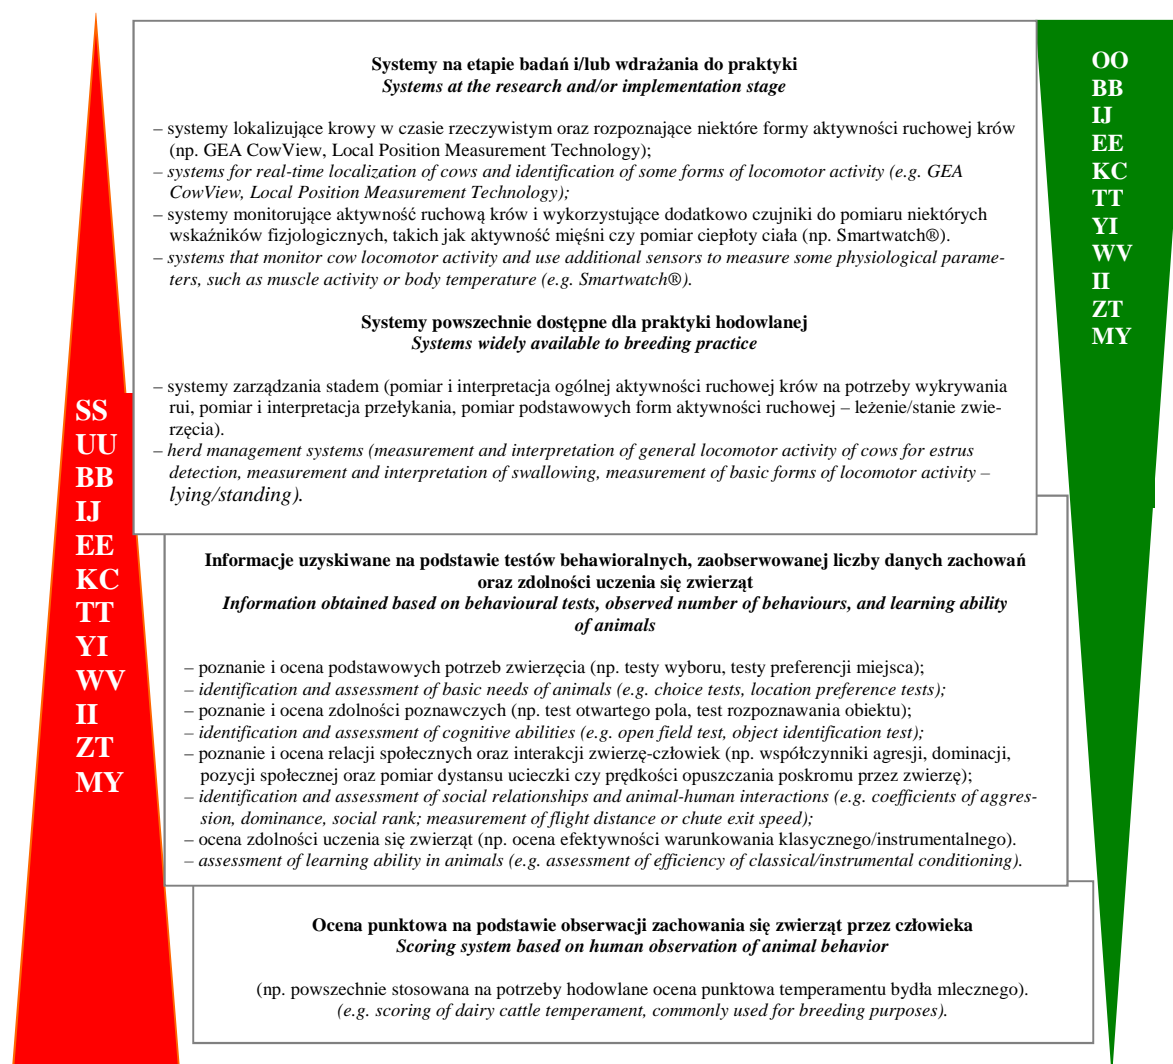 Systemy na etapie badań i/lub wdrażania do praktyki
Systems at the research and/or implementation stage
– systemy lokalizujące krowy w czasie rzeczywistym oraz rozpoznające niektóre formy aktywności ruchowej krów
(np. GEA CowView, Local Position Measurement Technology);
– systems for real-time localization of cows and identification of some forms of locomotor activity (e.g. GEA
CowView, Local Position Measurement Technology);
– systemy monitorujące aktywność ruchową krów i wykorzystujące dodatkowo czujniki do pomiaru niektórych
wskaźników fizjologicznych, takich jak aktywność mięśni czy pomiar ciepłoty ciała (np. Smartwatch®).
– systems that monitor cow locomotor activity and use additional sensors to measure some physiological parame-
ters, such as muscle activity or body temperature (e.g. Smartwatch®).
Systemy powszechnie dostępne dla praktyki hodowlanej
Systems widely available to breeding practice
– systemy zarządzania stadem (pomiar i interpretacja ogólnej aktywności ruchowej krów na potrzeby wykrywania
rui, pomiar i interpretacja przełykania, pomiar podstawowych form aktywności ruchowej – leżenie/stanie zwie-
rzęcia).
– herd management systems (measurement and interpretation of general locomotor activity of cows for estrus
detection, measurement and interpretation of swallowing, measurement of basic forms of locomotor activity –
lying/standing).
Informacje uzyskiwane na podstawie testów behawioralnych, zaobserwowanej liczby danych zachowań
oraz zdolności uczenia się zwierząt
Information obtained based on behavioural tests, observed number of behaviours, and learning ability
of animals
– poznanie i ocena podstawowych potrzeb zwierzęcia (np. testy wyboru, testy preferencji miejsca);
– identification and assessment of basic needs of animals (e.g. choice tests, location preference tests);
– poznanie i ocena zdolności poznawczych (np. test otwartego pola, test rozpoznawania obiektu);
– identification and assessment of cognitive abilities (e.g. open field test, object identification test);
– poznanie i ocena relacji społecznych oraz interakcji zwierzę-człowiek (np. współczynniki agresji, dominacji,
pozycji społecznej oraz pomiar dystansu ucieczki czy prędkości opuszczania poskromu przez zwierzę);
– identification and assessment of social relationships and animal-human interactions (e.g. coefficients of aggres-
sion, dominance, social rank; measurement of flight distance or chute exit speed);
– ocena zdolności uczenia się zwierząt (np. ocena efektywności warunkowania klasycznego/instrumentalnego).
– assessment of learning ability in animals (e.g. assessment of efficiency of classical/instrumental conditioning).
Ocena punktowa na podstawie obserwacji zachowania się zwierząt przez człowieka
Scoring system based on human observation of animal behavior
(np. powszechnie stosowana na potrzeby hodowlane ocena punktowa temperamentu bydła mlecznego).
(e.g. scoring of dairy cattle temperament, commonly used for breeding purposes).
SS
UU
BB
IJ
EE
KC
TT
YI
WV
II
ZT
MY
OO
BB
IJ
EE
KC
TT
YI
WV
II
ZT
MY